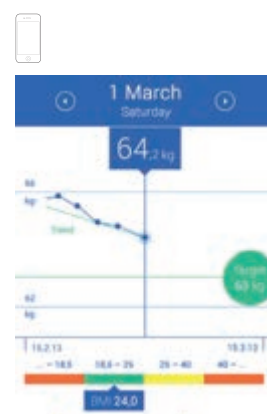 1 March
Saturday
64,2 kg
66
kg
Trend
Target
63 kg
62
kg
15.2.13
15.3.13
... – 18,5
18,5 – 25
25 – 40
40 – ...
BMI 24,0